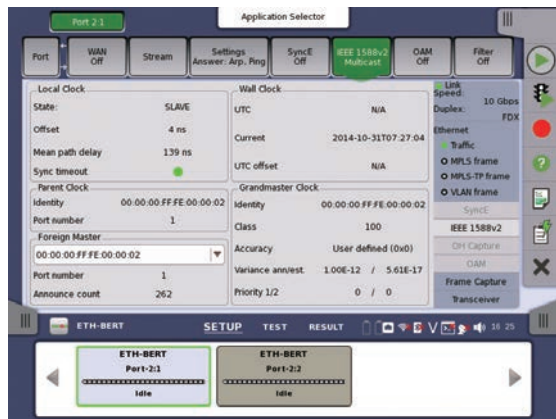 Port 2:1
Application Selector
Port
WAN
Off
Stream
Settings
Answer: Arp, Ping
SyncE
Off
IEEE 1588v2
Multicast
OAM
Off
Filter
Off
Local Clock
State: SLAVE
Offset 4 ns
Mean path delay 139 ns
Sync timeout
Parent Clock
Identity 00:00:00:FF:FE:00:00:02
Port number 1
Foreign Master
00:00:00:FF:FE:00:00:02
Port number 1
Announce count 262
Wall Clock
UTC N/A
Current 2014-10-31T07:27:04
UTC offset N/A
Grandmaster Clock
Identity 00:00:00:FF:FE:00:00:02
Class 100
Accuracy User defined (0x0)
Variance ann/est. 1.00E-12 / 5.61E-17
Priority 1/2 0 / 0
Link
Speed: 10 Gbps
Duplex: FDX
Ethernet
Traffic
MPLS frame
MPLS-TP frame
VLAN frame
SyncE
IEEE 1588v2
OH Capture
OAM
Frame Capture
Transceiver
ETH-BERT
SETUP TEST RESULT
16 25
ETH-BERT
Port-2:1
Idle
ETH-BERT
Port-2:2
Idle